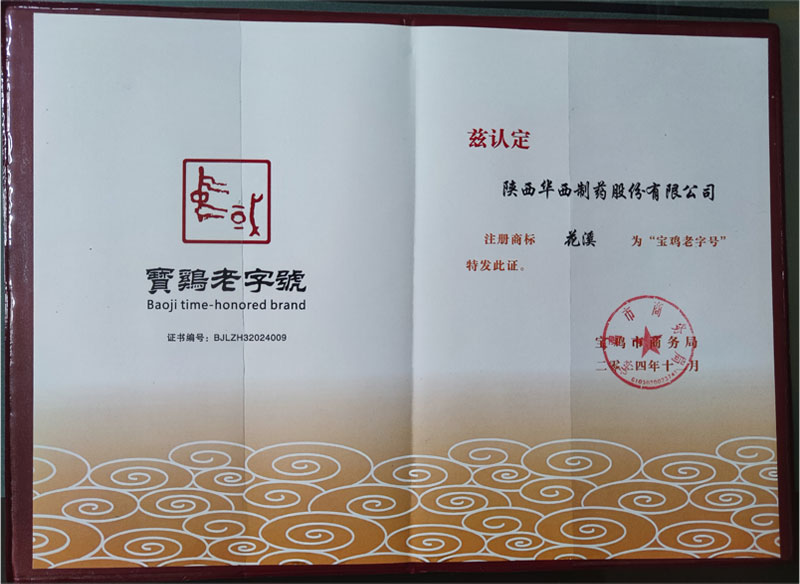 寶鷄老字號
Baoji time-honored brand
证书编号：BJLZH32024009
兹认定
陕西华西制药股份有限公司
注册商标 花溪 为“宝鸡老字号”
特发此证。
宝鸡市商务局
二零二四年十一月